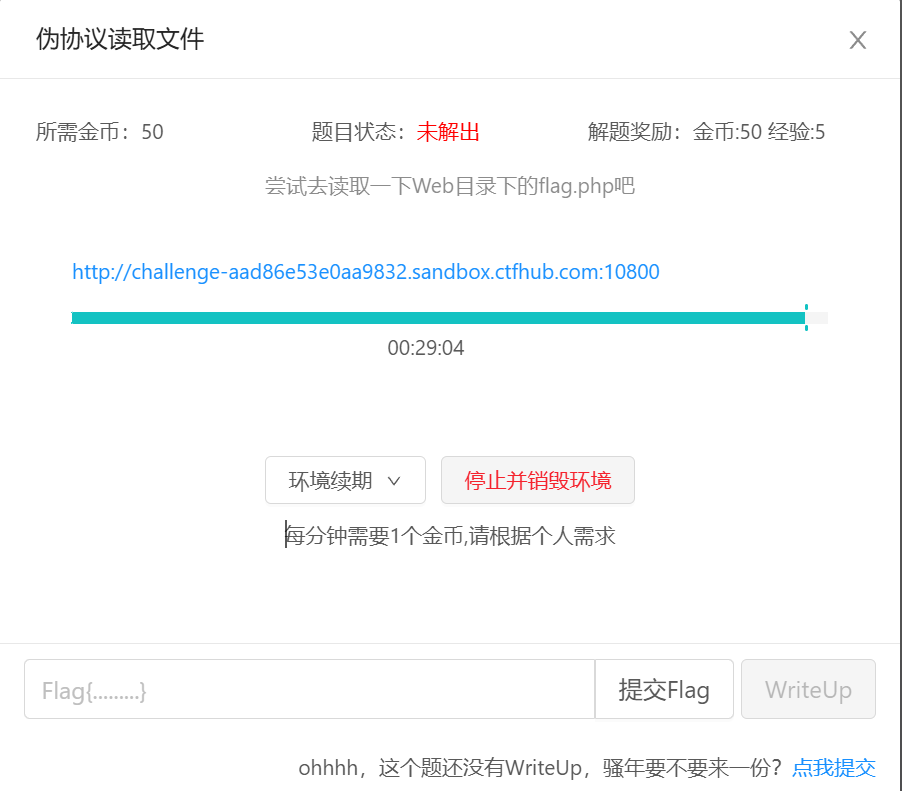 伪协议读取文件
所需金币：50 题目状态：未解出 解题奖励：金币:50 经验:5
尝试去读取一下Web目录下的flag.php吧
http://challenge-aad86e53e0aa9832.sandbox.ctfhub.com:10800
00:29:04
环境续期 停止并销毁环境
每分钟需要1个金币,请根据个人需求
Flag{.........} 提交Flag WriteUp
ohhhh，这个题还没有WriteUp，骚年要不要来一份？点我提交